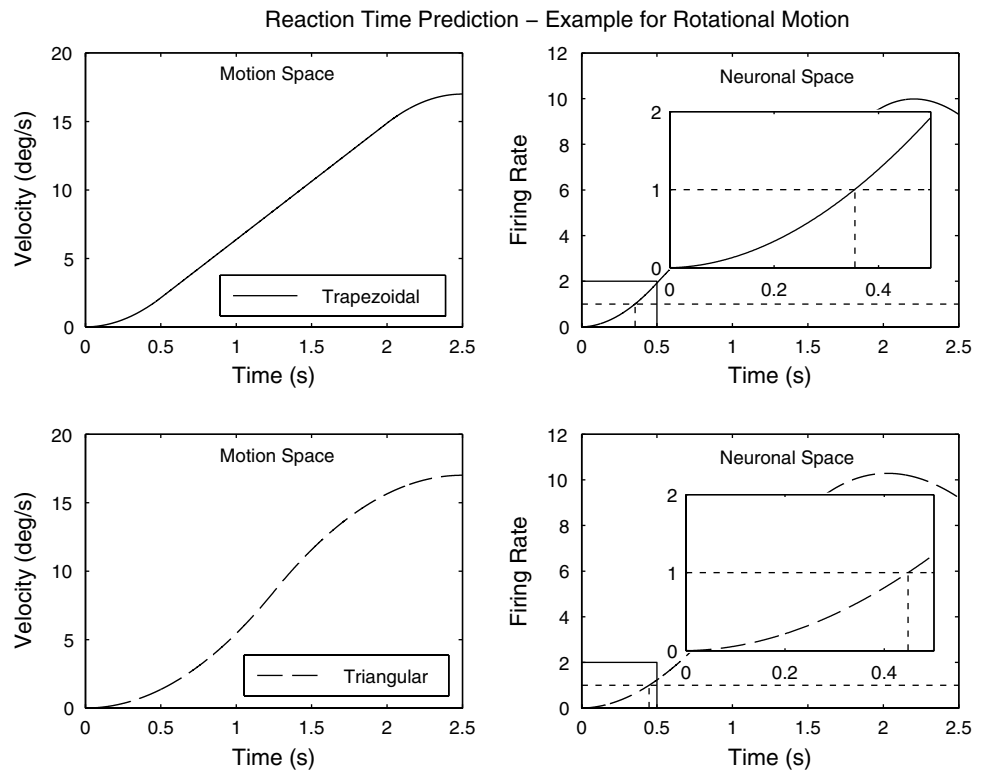 Reaction Time Prediction – Example for Rotational Motion
Motion Space
Velocity (deg/s)
20
15
10
5
0
Trapezoidal
0 0.5 1 1.5 2 2.5
Time (s)
Neuronal Space
Firing Rate
12
10
8
6
4
2
0
2
1
0
0 0.2 0.4
0 0.5 1 1.5 2 2.5
Time (s)
Motion Space
Velocity (deg/s)
20
15
10
5
0
Triangular
0 0.5 1 1.5 2 2.5
Time (s)
Neuronal Space
Firing Rate
12
10
8
6
4
2
0
2
1
0
0 0.2 0.4
0 0.5 1 1.5 2 2.5
Time (s)